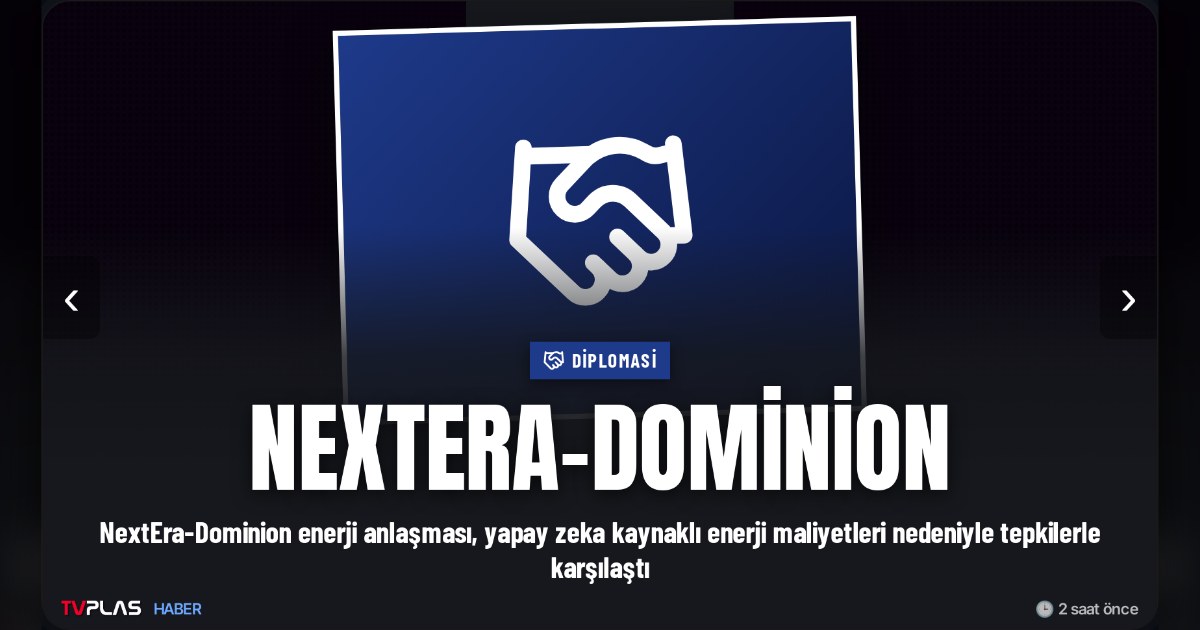 DİPLOMASİ
NEXTERA-DOMİNİON
NextEra-Dominion enerji anlaşması, yapay zeka kaynaklı enerji maliyetleri nedeniyle tepkilerle
karşılaştı
TVPLAS HABER
2 saat önce